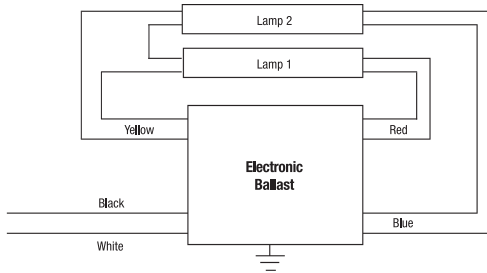 Lamp 2
Lamp 1
Yellow
Red
Electronic
Ballast
Black
Blue
White